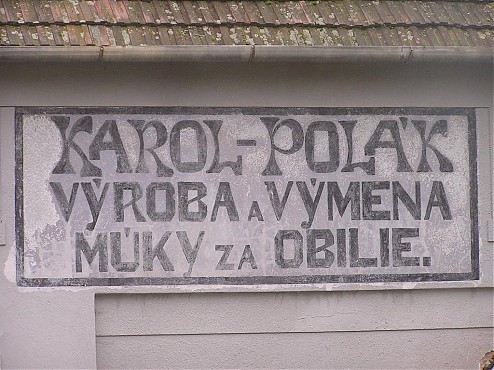 KAROL-POLÁK
VÝROBA A VÝMENA
MÚKY ZA OBILIE.